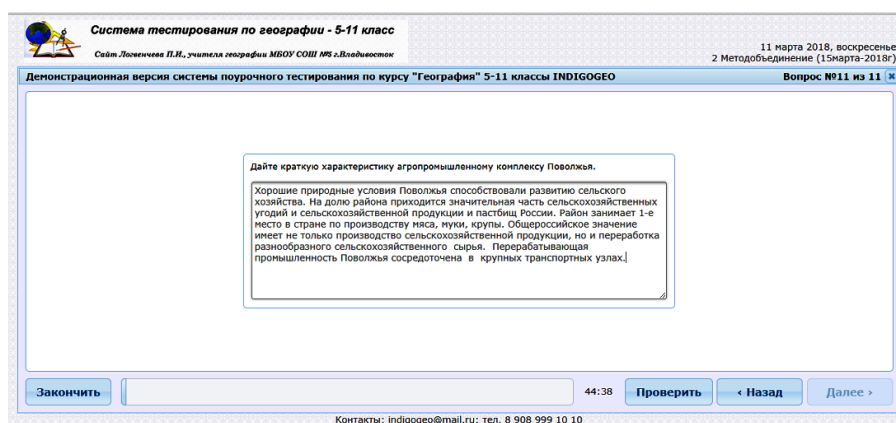 Система тестирования по географии - 5-11 класс
Сайт Логвенчева П.И., учителя географии МБОУ СОШ №5 г.Владивосток
11 марта 2018, воскресенье
2 Методобъединение (15марта-2018г)
Демонстрационная версия системы поурочного тестирования по курсу "География" 5-11 классы INDIGOGEO
Вопрос №11 из 11
Дайте краткую характеристику агропромышленному комплексу Поволжья.
Хорошие природные условия Поволжья способствовали развитию сельского
хозяйства. На долю района приходится значительная часть сельскохозяйственных
угодий и сельскохозяйственной продукции и пастбищ России. Район занимает 1-е
место в стране по производству мяса, муки, крупы. Общероссийское значение
имеет не только производство сельскохозяйственной продукции, но и переработка
разнообразного сельскохозяйственного сырья. Перерабатывающая
промышленность Поволжья сосредоточена в крупных транспортных узлах.
Закончить
44:38
Проверить
‹ Назад
Далее ›
Контакты: indigogeo@mail.ru; тел. 8 908 999 10 10